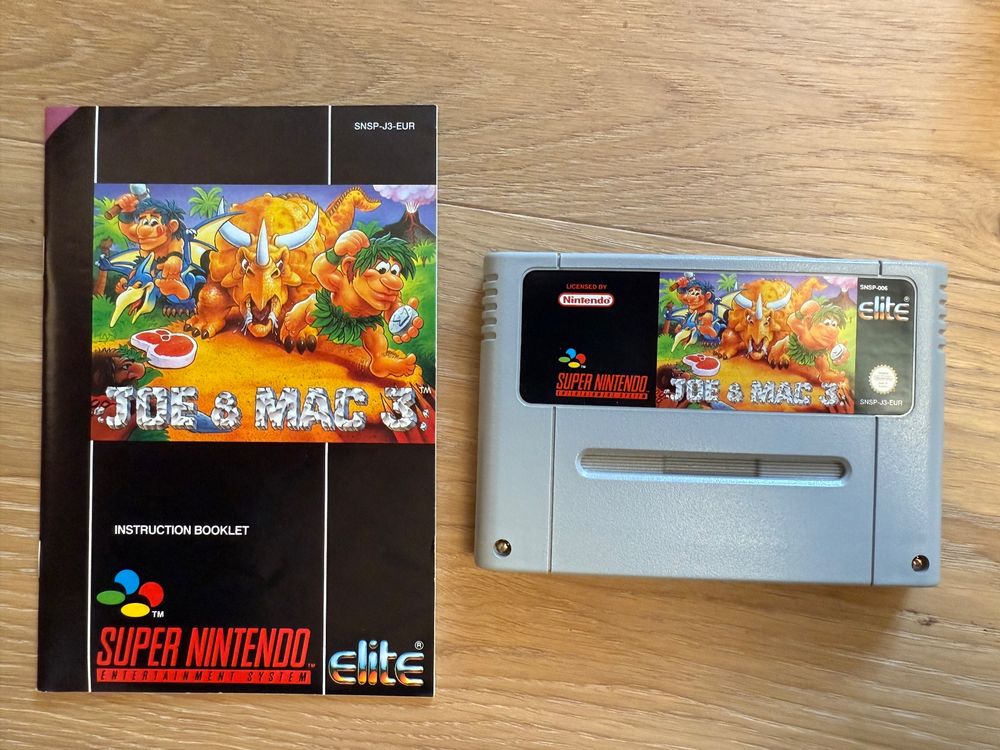 SNSP-J3-EUR
JOE & MAC 3 ™
INSTRUCTION BOOKLET
TM
SUPER NINTENDO ™
ENTERTAINMENT SYSTEM
elite ®
LICENSED BY
Nintendo
SUPER NINTENDO
ENTERTAINMENT SYSTEM
JOE & MAC 3
SNSP-006
elite ®
SNSP-J3-EUR